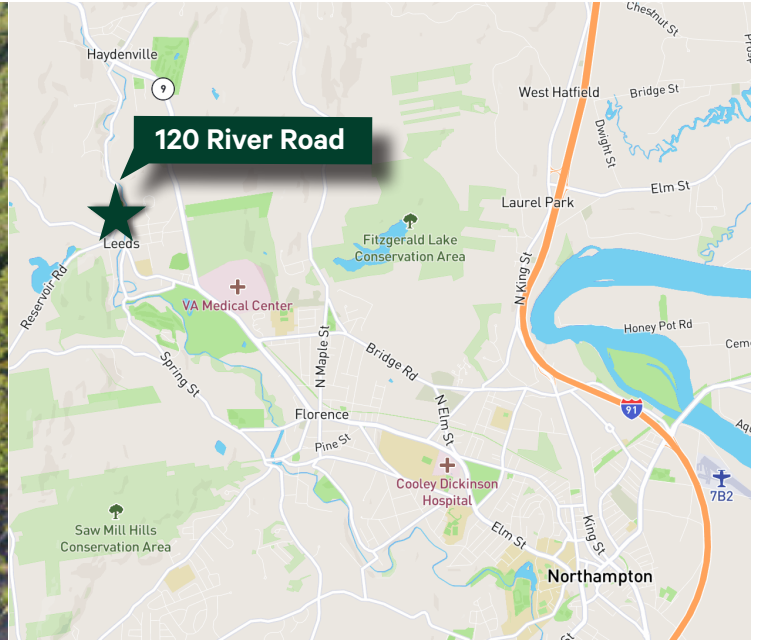 Chestnut St
Haydenville
9
West Hatfield
Bridge St
120 River Road
Dwight St
Elm St
Laurel Park
Leeds
Fitzgerald Lake
Conservation Area
Reservoir Rd
N King St
VA Medical Center
Honey Pot Rd
N Maple St
Bridge Rd
Spring St
N Elm St
91
Florence
Pine St
Cooley Dickinson
Hospital
7B2
Saw Mill Hills
Conservation Area
Elm St
King St
Northampton